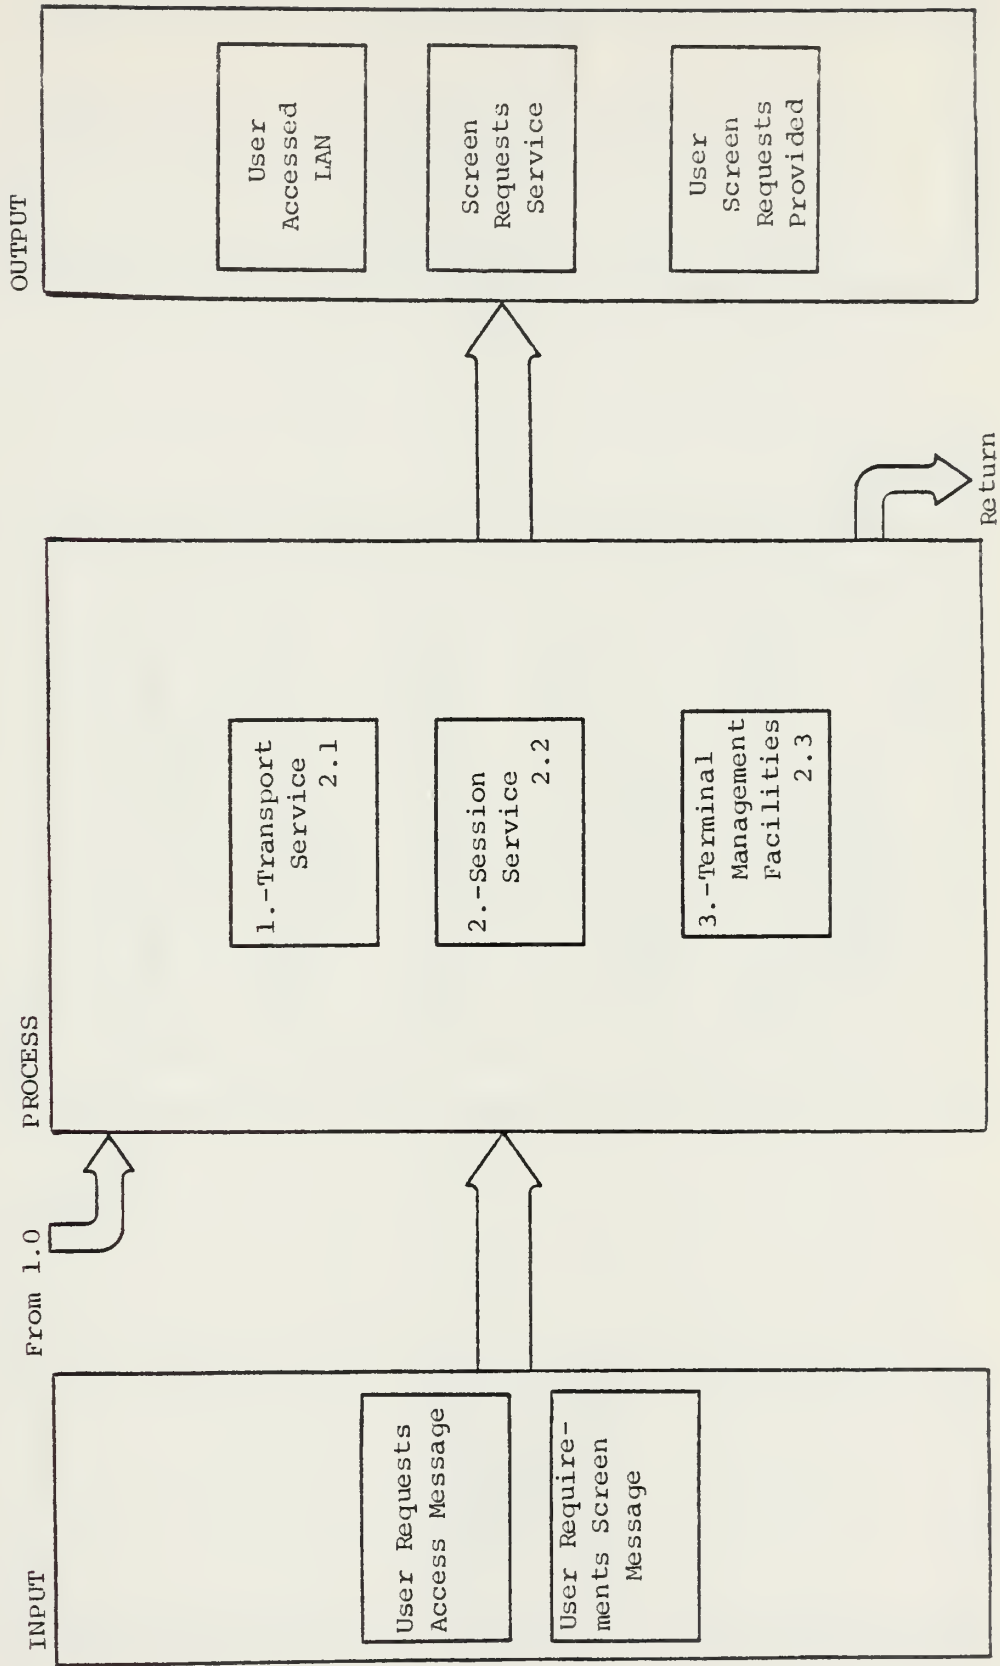 INPUT
User Requests
Access Message
User Require-
ments Screen
Message
From 1.0
PROCESS
1.-Transport
Service
2.1
2.-Session
Service
2.2
3.-Terminal
Management
Facilities
2.3
Return
OUTPUT
User
Accessed
LAN
Screen
Requests
Service
User
Screen
Requests
Provided